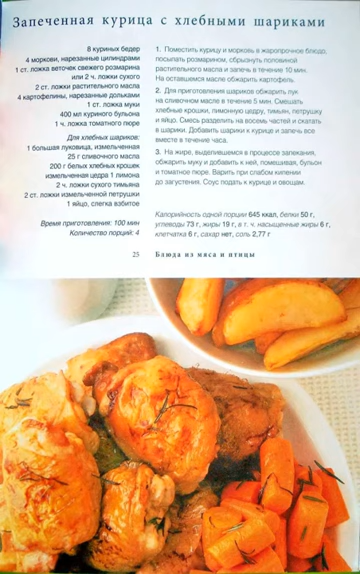 Запеченная курица с хлебными шариками
8 куриных бедер
4 моркови, нарезанные цилиндрами
1 ст. ложка веточек свежего розмарина
или 2 ч. ложки сухого
2 ст. ложки растительного масла
4 картофелины, нарезанные дольками
1 ст. ложка муки
400 мл куриного бульона
1 ч. ложка томатного пюре
Для хлебных шариков:
1 большая луковица, измельченная
25 г сливочного масла
200 г белых хлебных крошек
измельченная цедра 1 лимона
2 ч. ложки сухого тимьяна
2 ст. ложки измельченной петрушки
1 яйцо, слегка взбитое
Время приготовления: 100 мин
Количество порций: 4
1. Поместить курицу и морковь в жаропрочное блюдо,
посыпать розмарином, сбрызнуть половиной
растительного масла и запечь в течение 10 мин.
На оставшемся масле обжарить картофель.
2. Для приготовления шариков обжарить лук
на сливочном масле в течение 5 мин. Смешать
хлебные крошки, лимонную цедру, тимьян, петрушку
и яйцо. Смесь разделить на восемь частей и скатать
в шарики. Добавить шарики к курице и запечь все
вместе в течение часа.
3. На жире, выделившемся в процессе запекания,
обжарить муку и добавить к ней, помешивая, бульон
и томатное пюре. Варить при слабом кипении
до загустения. Соус подать к курице и овощам.
Калорийность одной порции 645 ккал, белки 50 г,
углеводы 73 г, жиры 19 г, в т. ч. насыщенные жиры 6 г,
клетчатка 6 г, сахар нет, соль 2,77 г
25 Блюда из мяса и птицы